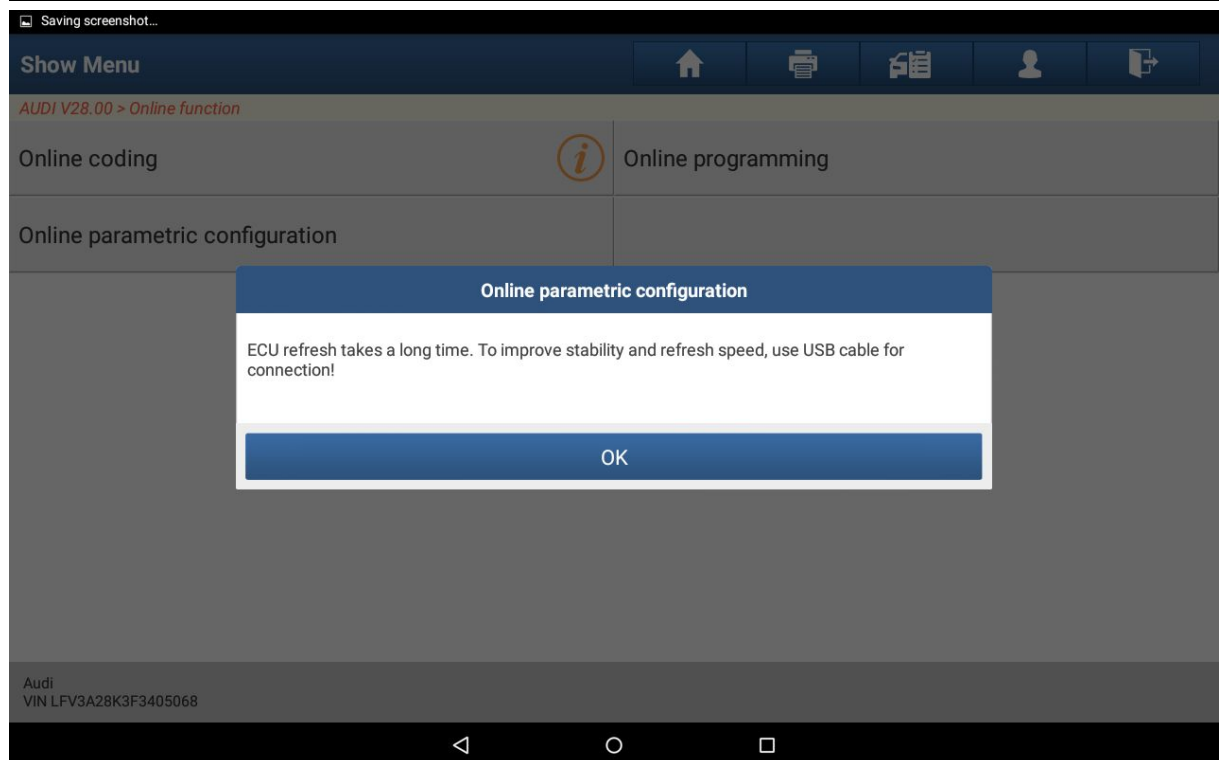 Saving screenshot...
Show Menu
AUDI V28.00 > Online function
Online coding
Online programming
Online parametric configuration
Online parametric configuration
ECU refresh takes a long time. To improve stability and refresh speed, use USB cable for
connection!
OK
Audi
VIN LFV3A28K3F3405068